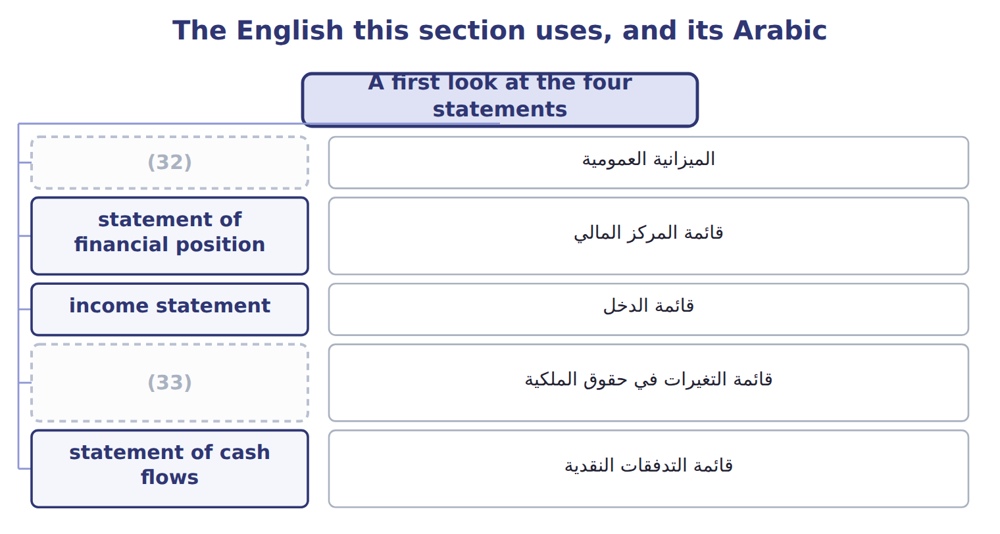 The English this section uses, and its Arabic
A first look at the four
statements
(32)
الميزانية العمومية
statement of
financial position
قائمة المركز المالي
income statement
قائمة الدخل
(33)
قائمة التغيرات في حقوق الملكية
statement of cash
flows
قائمة التدفقات النقدية